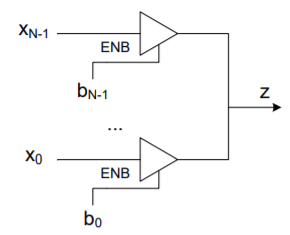 xN-1
ENB
bN-1
z
...
x0
ENB
b0